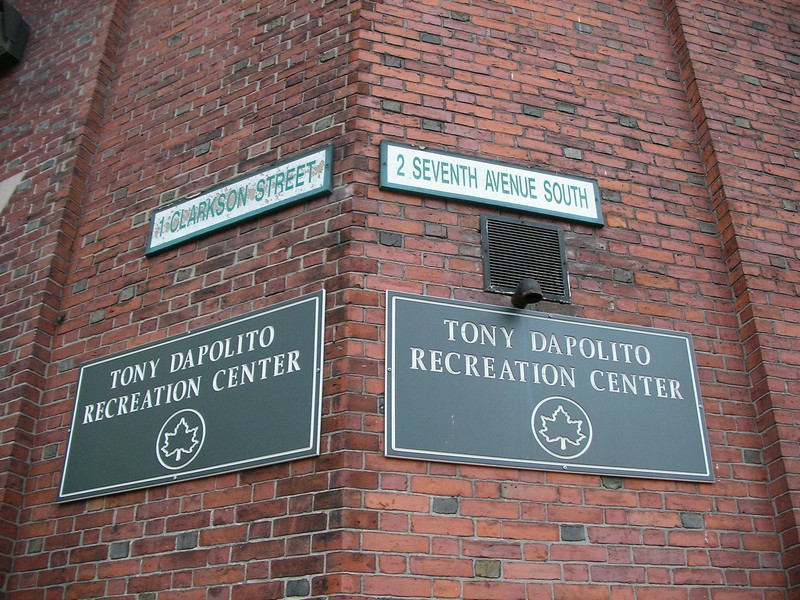 1 CLARKSON STREET
2 SEVENTH AVENUE SOUTH
TONY DAPOLITO
RECREATION CENTER
TONY DAPOLITO
RECREATION CENTER